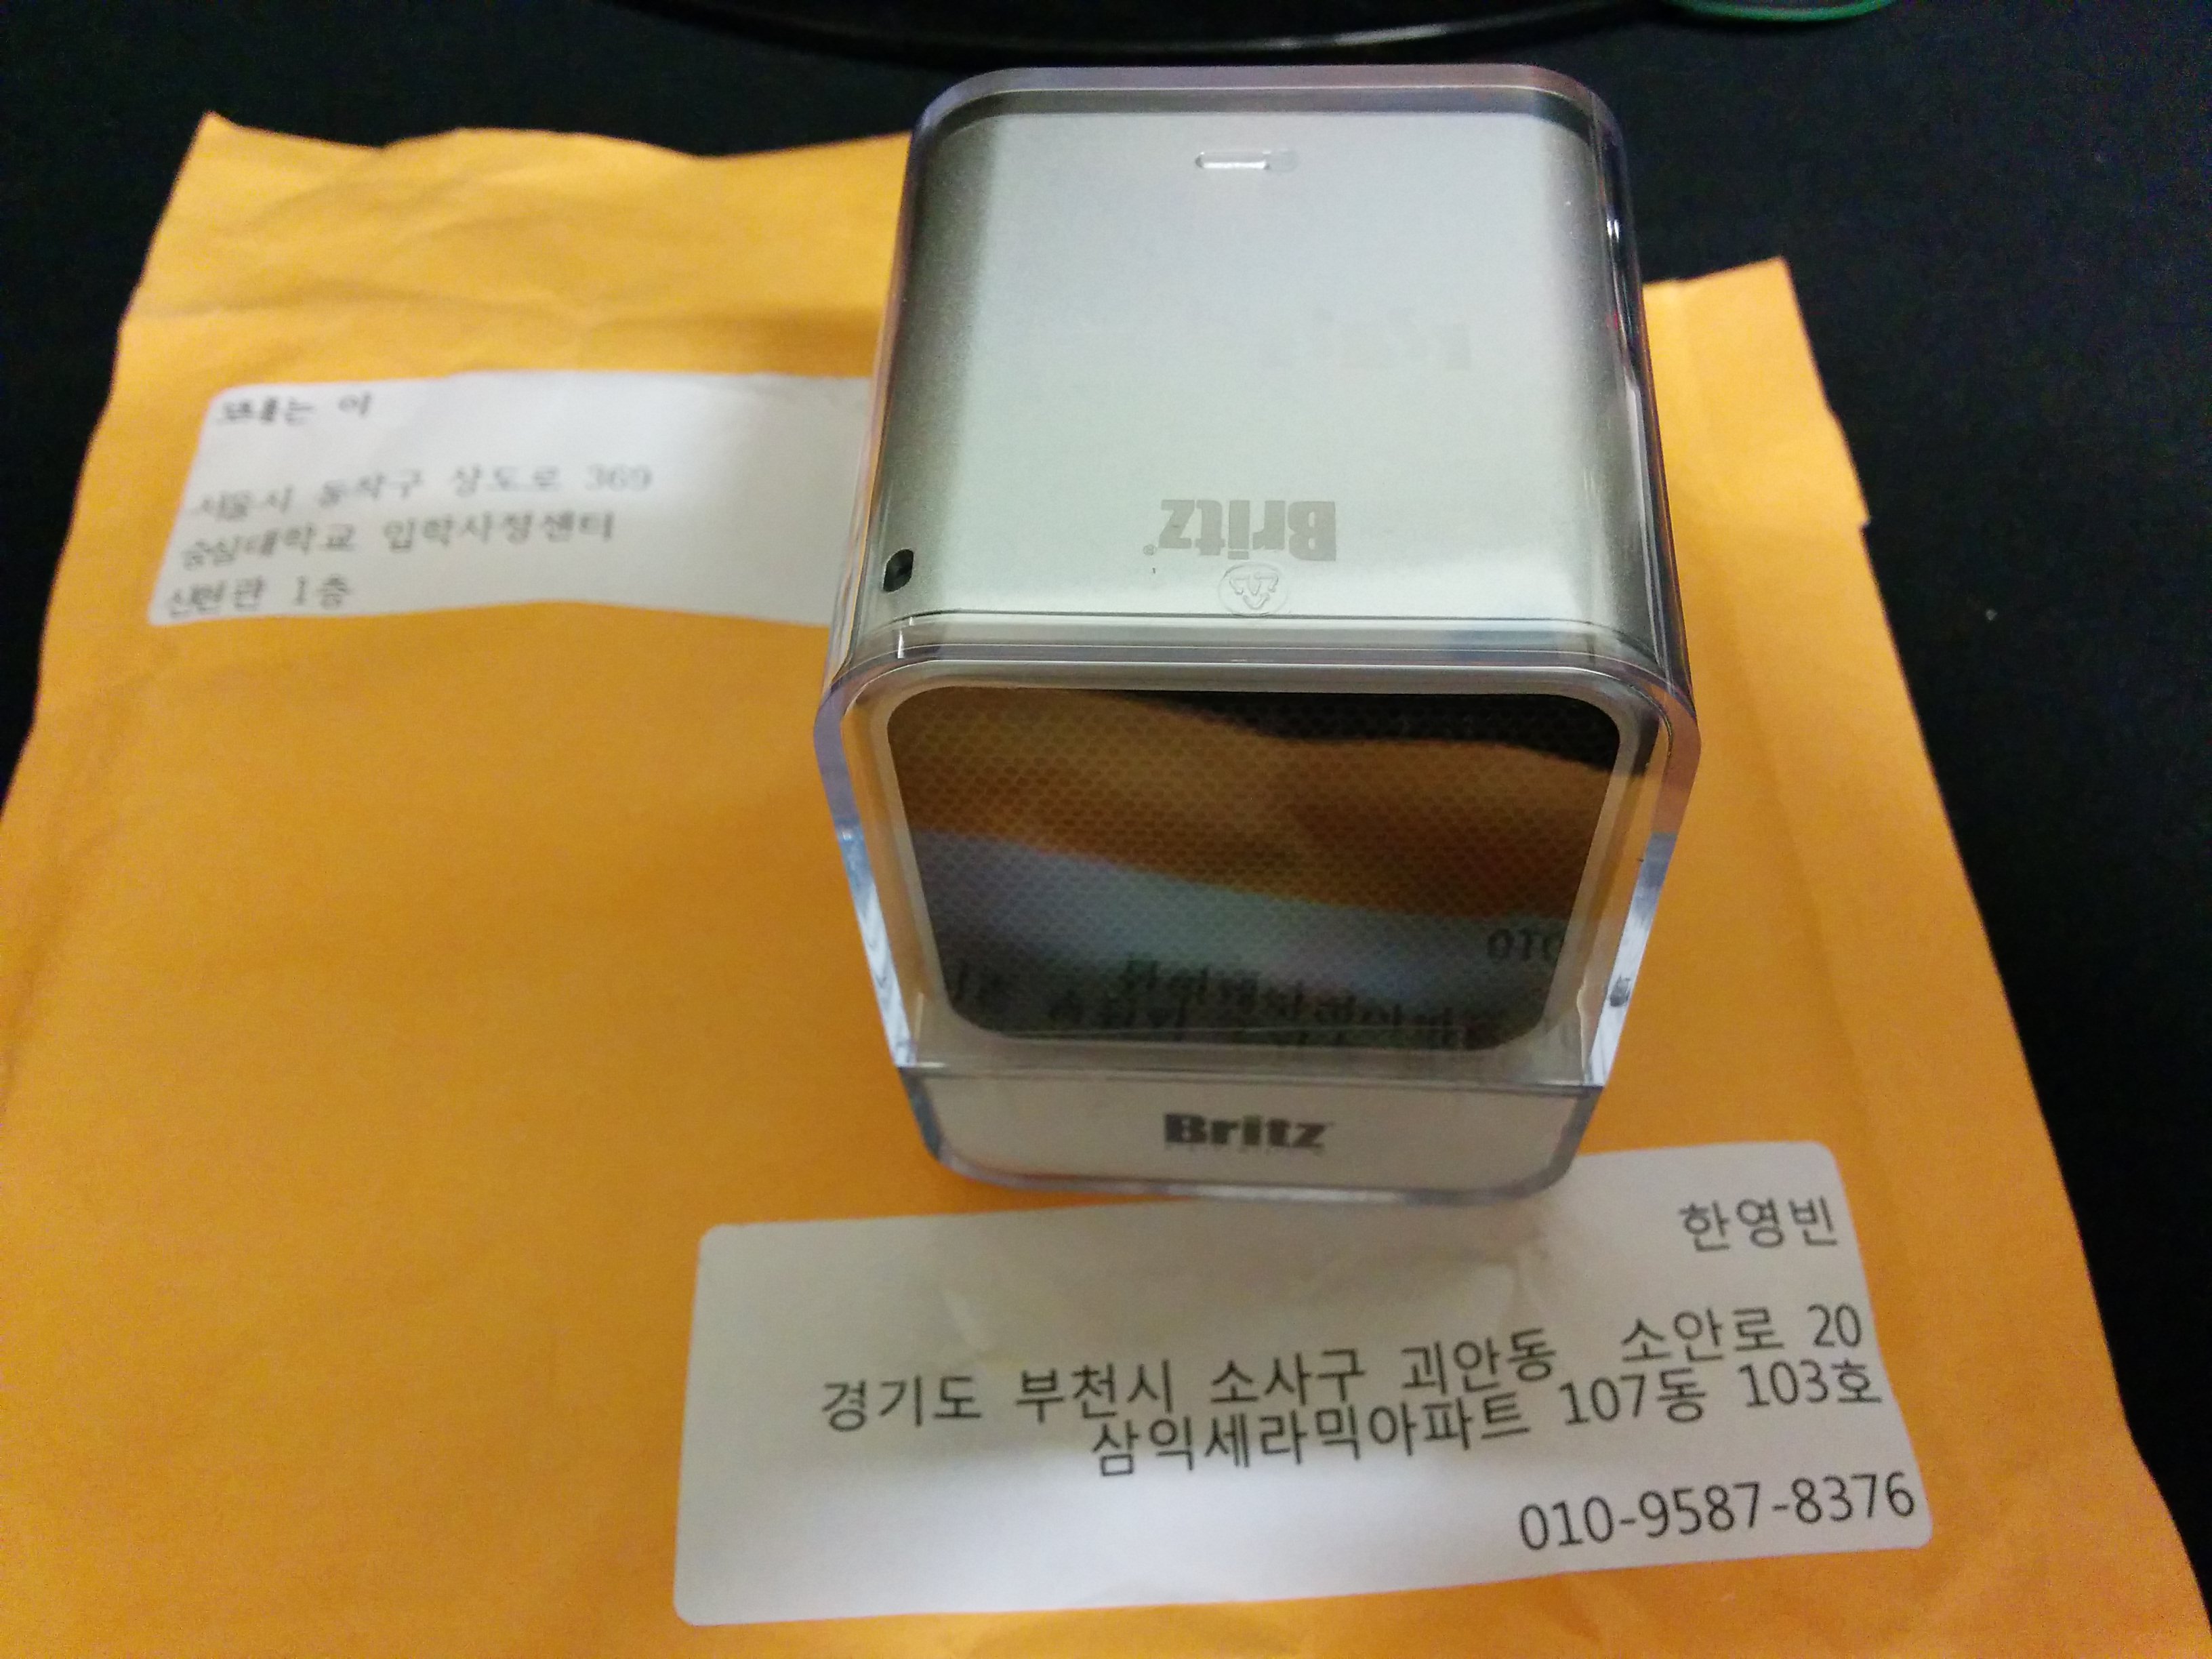 보내는 이
서울시 동작구 상도로 369
숭실대학교 입학사정센터
신현관 1층
Britz
Britz
한영빈
경기도 부천시 소사구 괴안동 소안로 20
삼익세라믹아파트 107동 103호
010-9587-8376